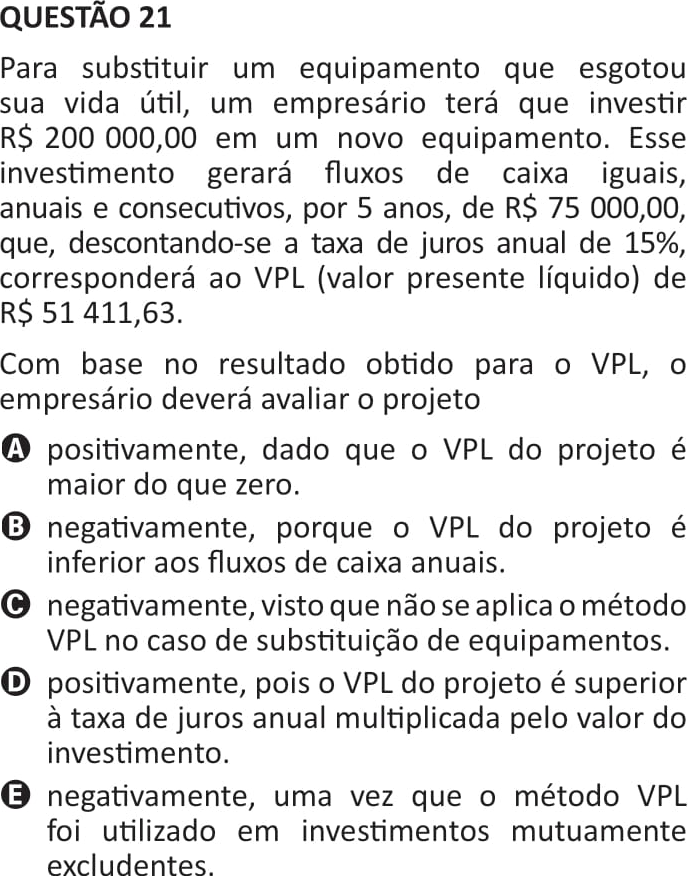 QUESTÃO 21
Para substituir um equipamento que esgotou
sua vida útil, um empresário terá que investir
R$ 200 000,00 em um novo equipamento. Esse
investimento gerará fluxos de caixa iguais,
anuais e consecutivos, por 5 anos, de R$ 75 000,00,
que, descontando-se a taxa de juros anual de 15%,
corresponderá ao VPL (valor presente líquido) de
R$ 51 411,63.
Com base no resultado obtido para o VPL, o
empresário deverá avaliar o projeto
A positivamente, dado que o VPL do projeto é
maior do que zero.
B negativamente, porque o VPL do projeto é
inferior aos fluxos de caixa anuais.
C negativamente, visto que não se aplica o método
VPL no caso de substituição de equipamentos.
D positivamente, pois o VPL do projeto é superior
à taxa de juros anual multiplicada pelo valor do
investimento.
E negativamente, uma vez que o método VPL
foi utilizado em investimentos mutuamente
excludentes.